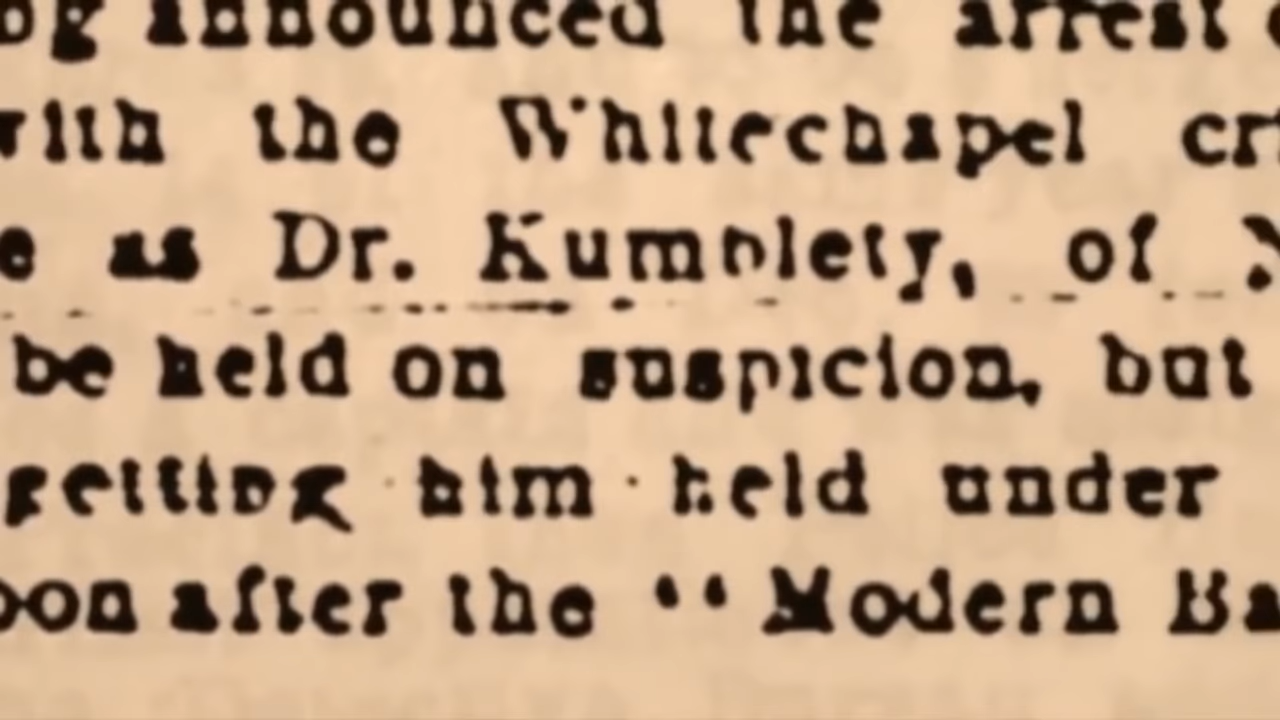 announced the arrest
with the Whitechapel
as Dr. Kumblety, of
be held on suspicion, but
getting him held under
after the “ Modern